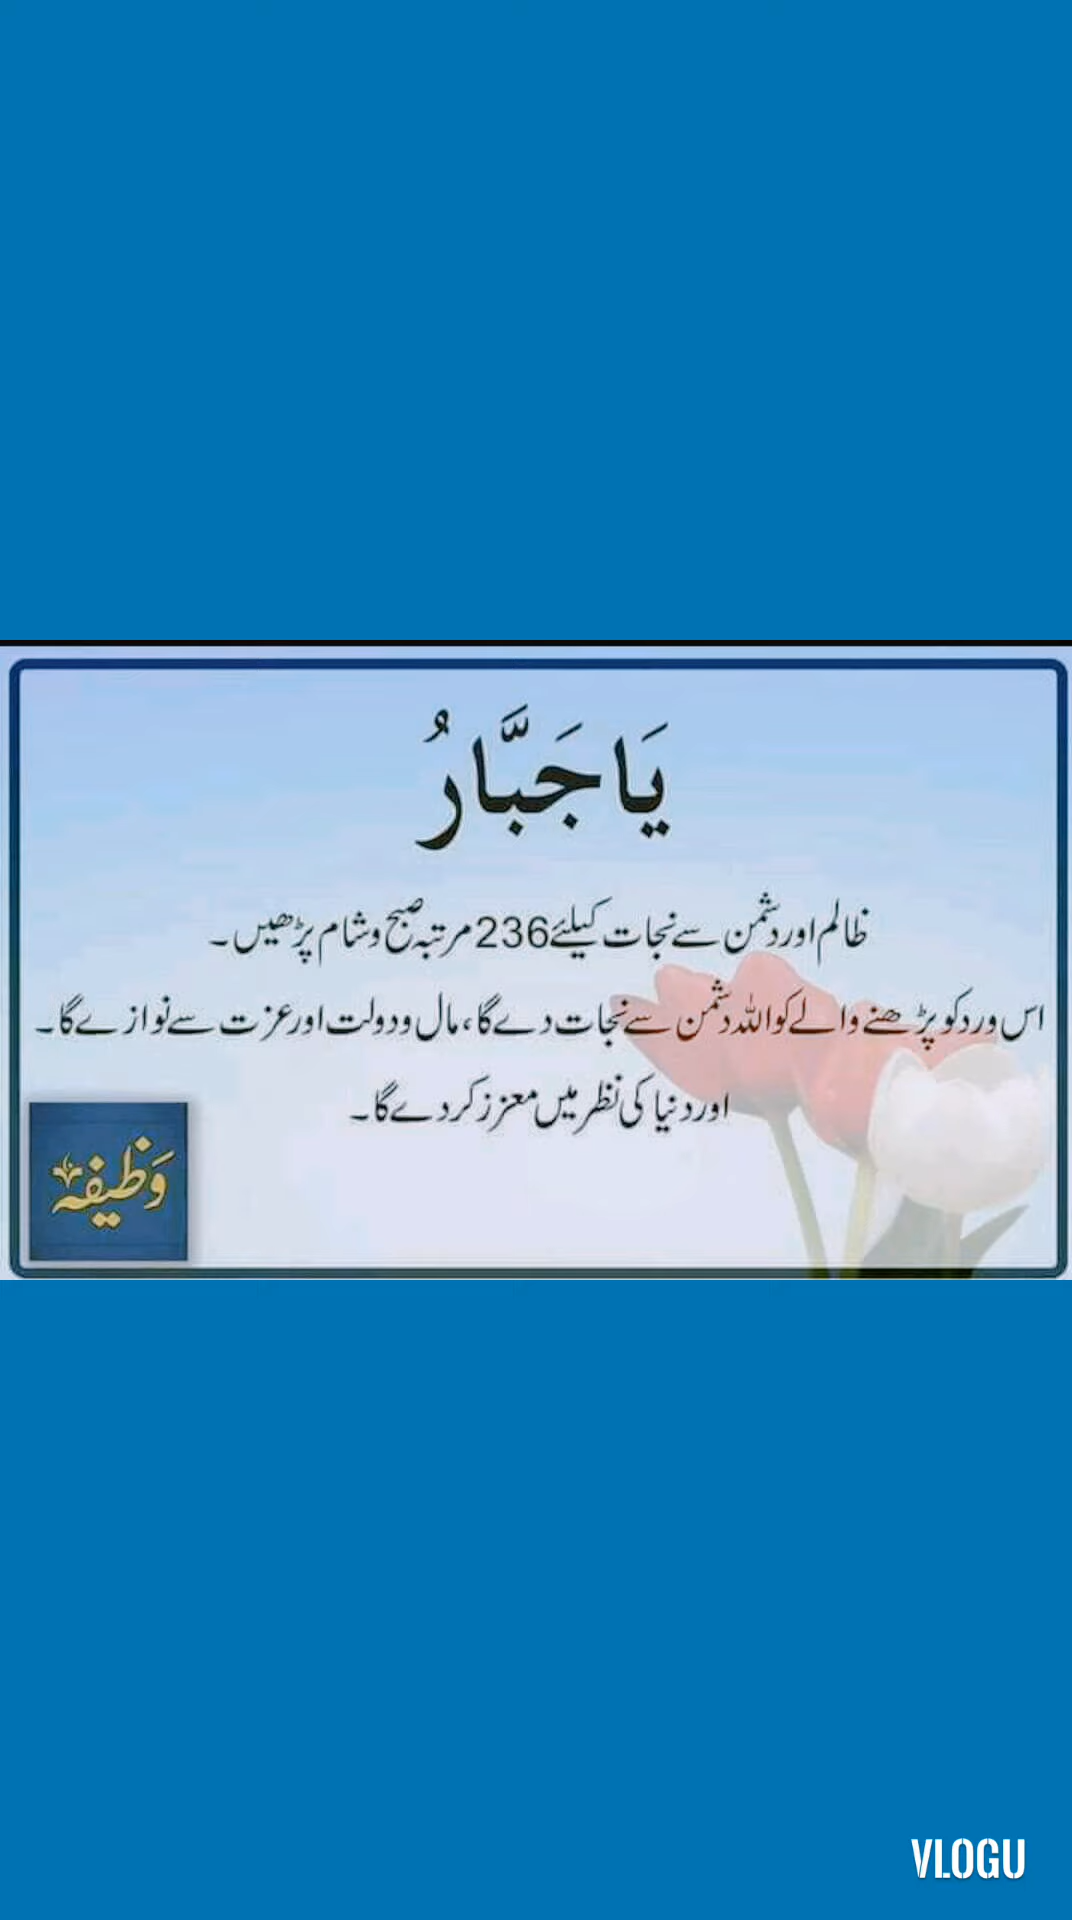 يَا جَبَّارُ
ظالم اور دشمن سے نجات کیلئے 236 مرتبہ صبح و شام پڑھیں۔
اس ورد کو پڑھنے والے کو اللہ دشمن سے نجات دے گا، مال و دولت اور عزت سے نوازے گا۔
اور دنیا کی نظر میں معزز کر دے گا۔
وَظیفہ
VLOGU